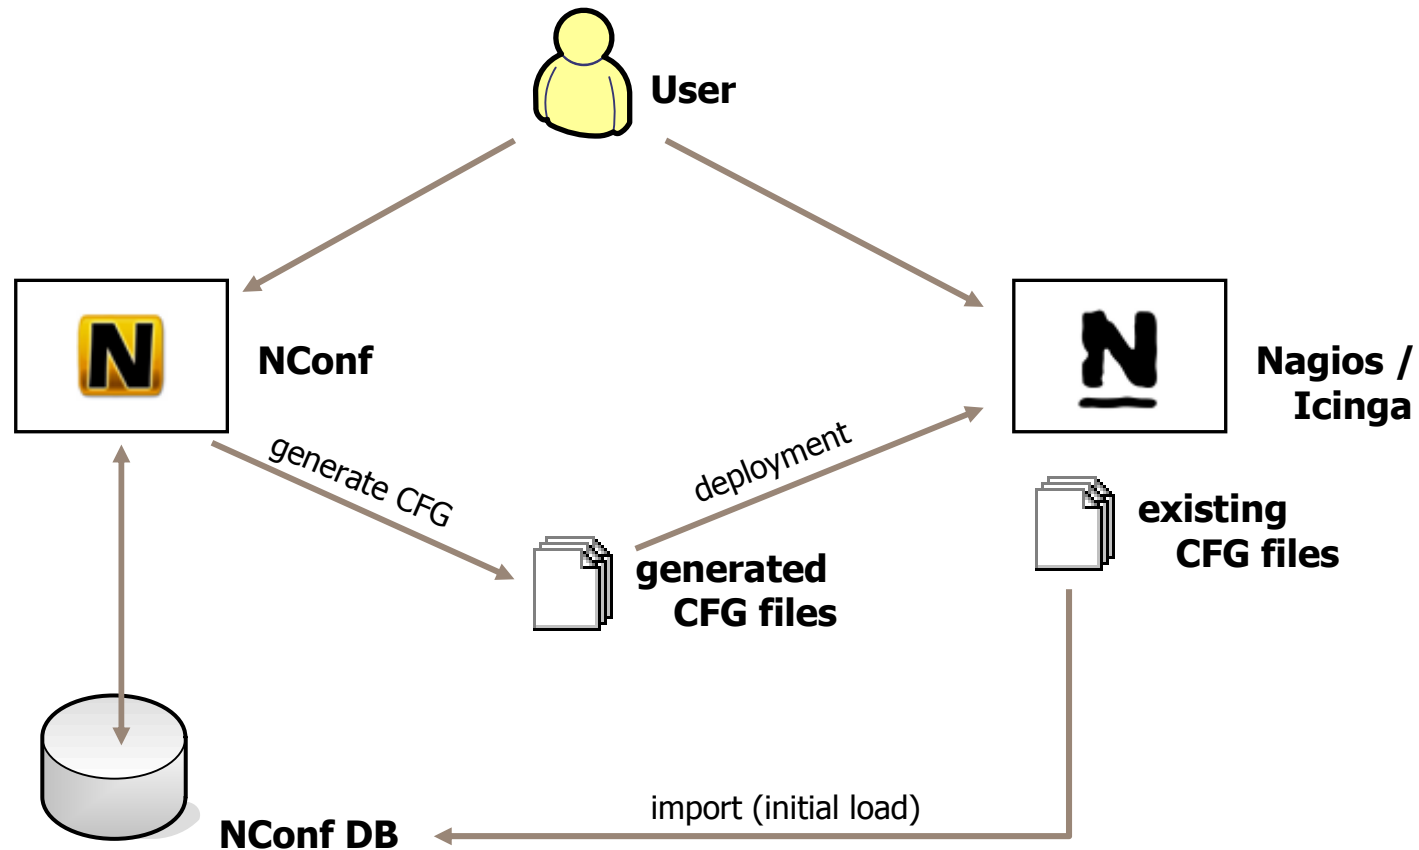 User
N
NConf
N
Nagios /
Icinga
generate CFG
deployment
existing
CFG files
generated
CFG files
import (initial load)
NConf DB